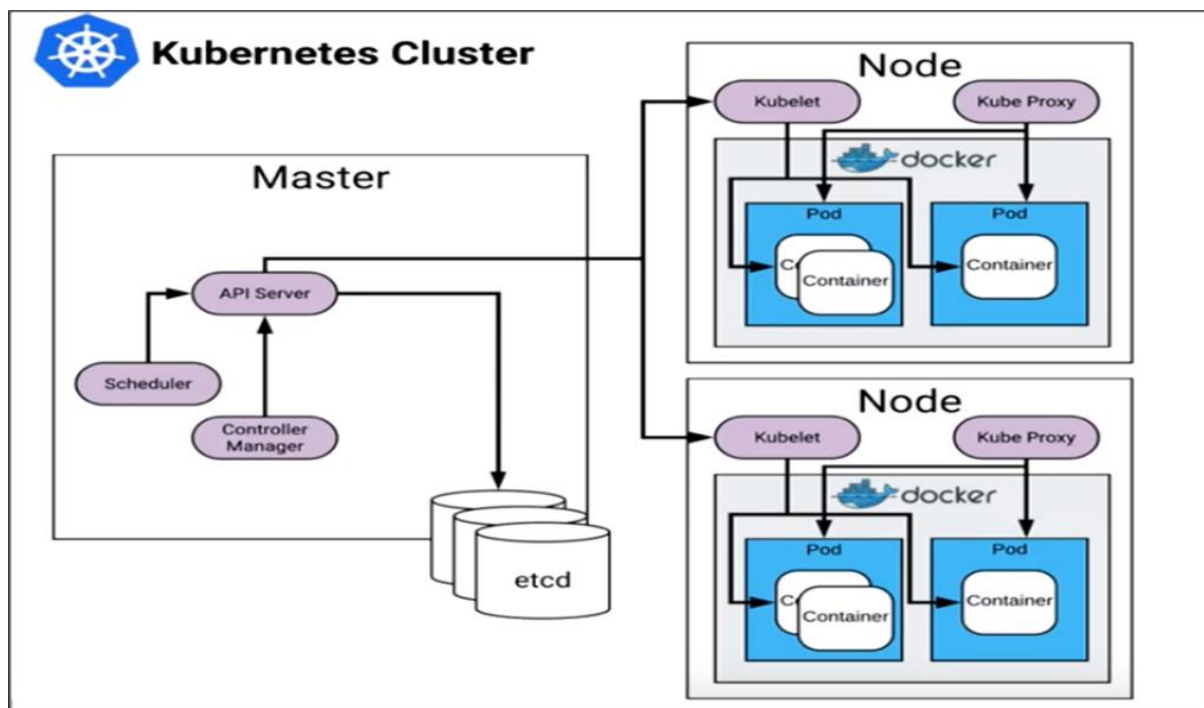 Kubernetes Cluster
Master
API Server
Scheduler
Controller
Manager
etcd
Node
Kubelet
Kube Proxy
docker
Pod
Pod
Container
Container
Node
Kubelet
Kube Proxy
docker
Pod
Pod
Container
Container